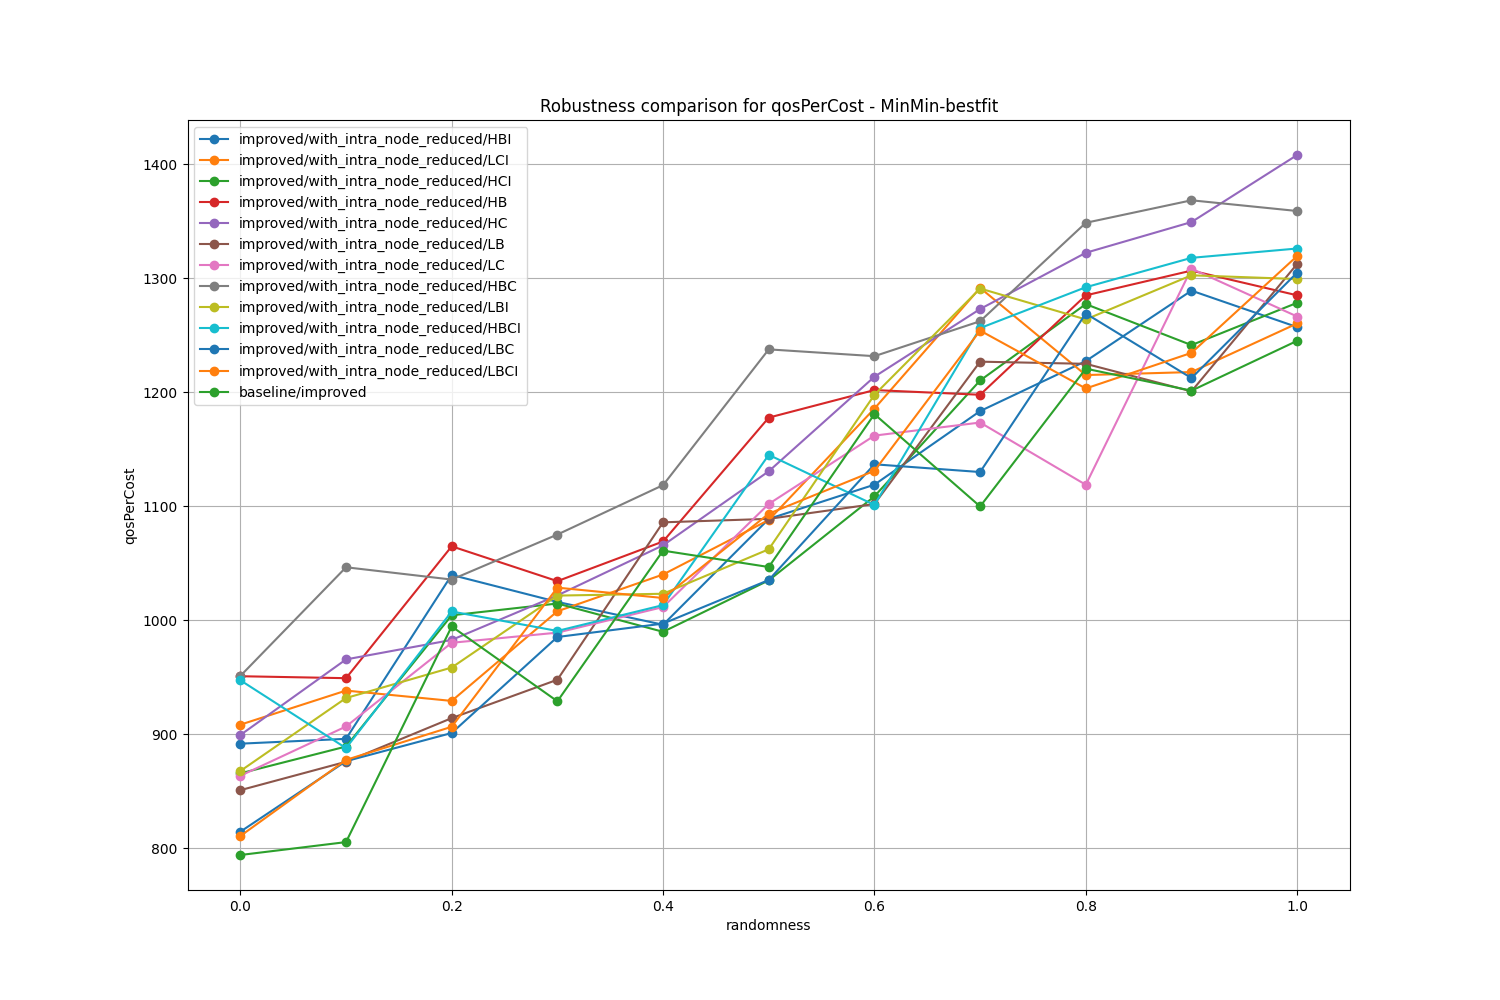 Robustness comparison for qosPerCost - MinMin-bestfit
improved/with_intra_node_reduced/HBI
improved/with_intra_node_reduced/LCI
improved/with_intra_node_reduced/HCI
improved/with_intra_node_reduced/HB
improved/with_intra_node_reduced/HC
improved/with_intra_node_reduced/LB
improved/with_intra_node_reduced/LC
improved/with_intra_node_reduced/HBC
improved/with_intra_node_reduced/LBI
improved/with_intra_node_reduced/HBCI
improved/with_intra_node_reduced/LBC
improved/with_intra_node_reduced/LBCI
baseline/improved
1400
1300
1200
1100
1000
900
800
qosPerCost
0.0 0.2 0.4 0.6 0.8 1.0
randomness